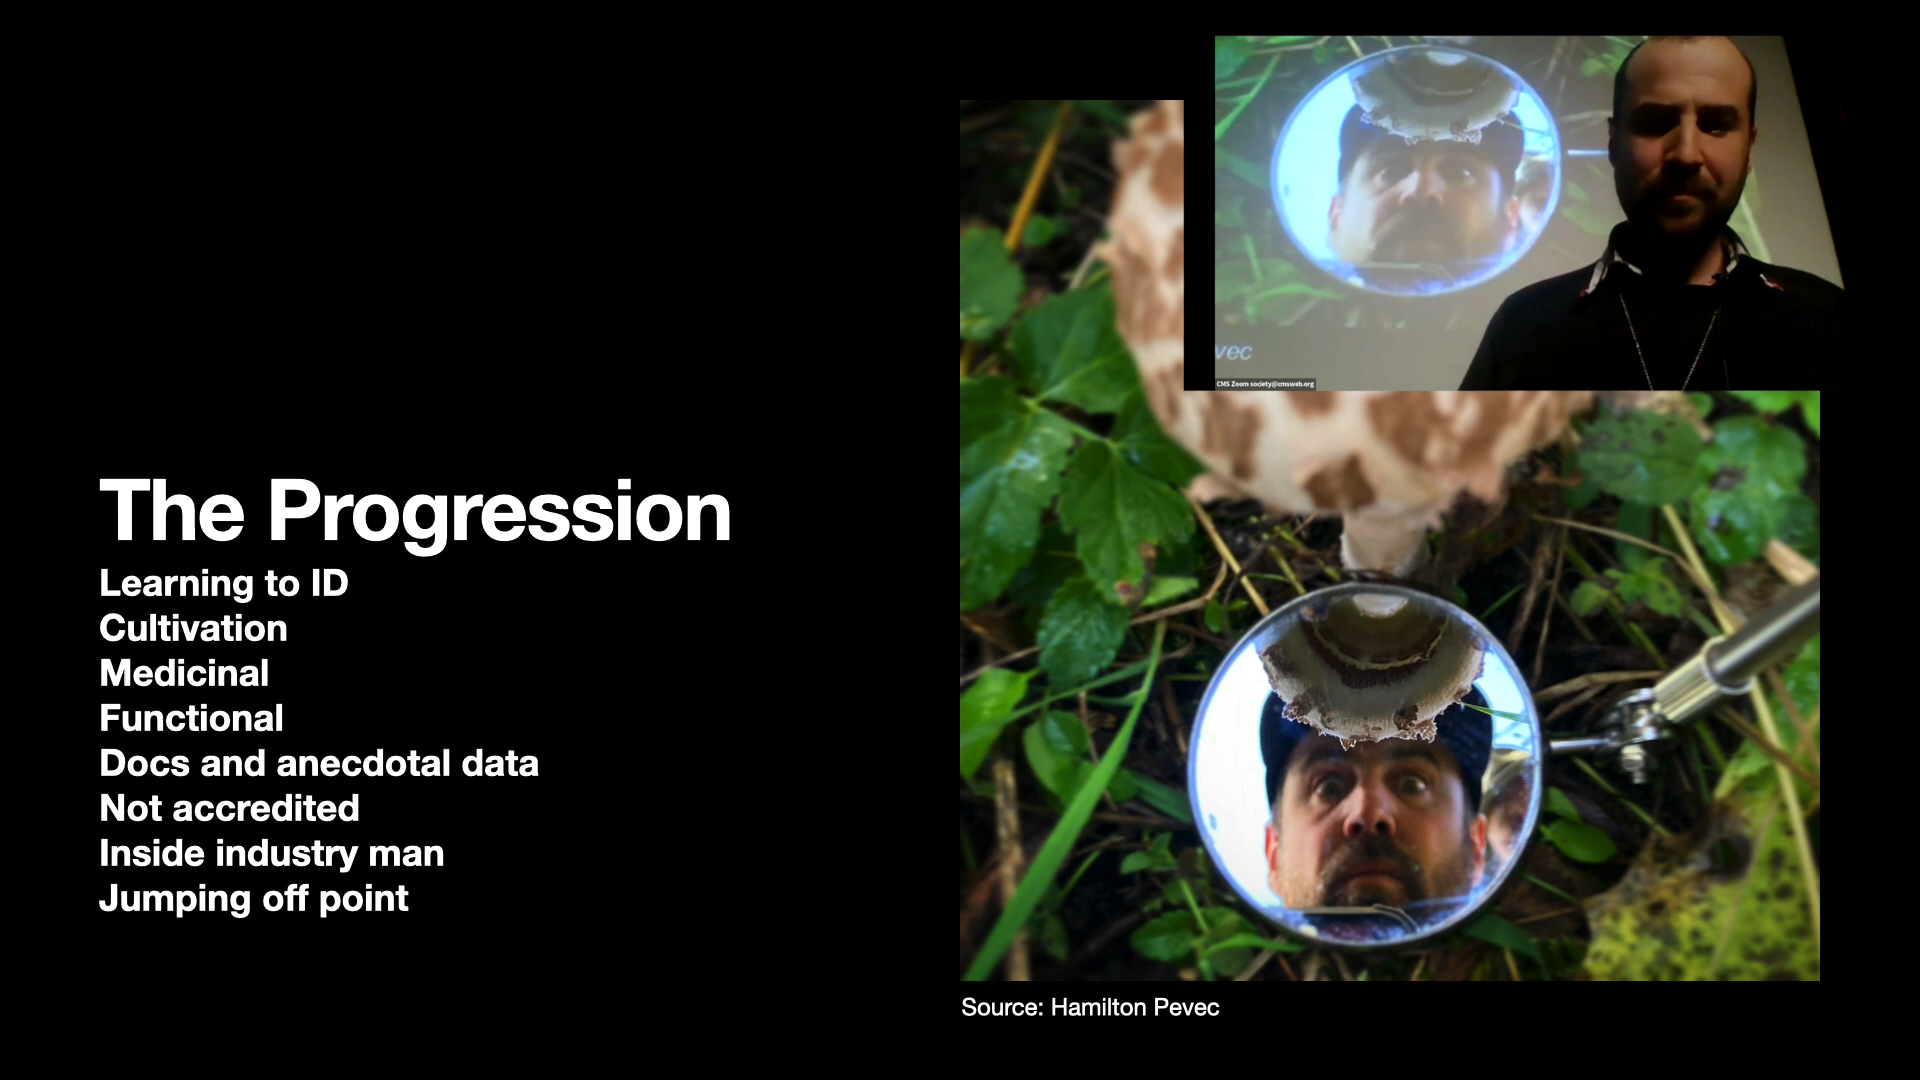 The Progression
Learning to ID
Cultivation
Medicinal
Functional
Docs and anecdotal data
Not accredited
Inside industry man
Jumping off point
vec
CMS Zoom society@cmsweb.org
Source: Hamilton Pevec